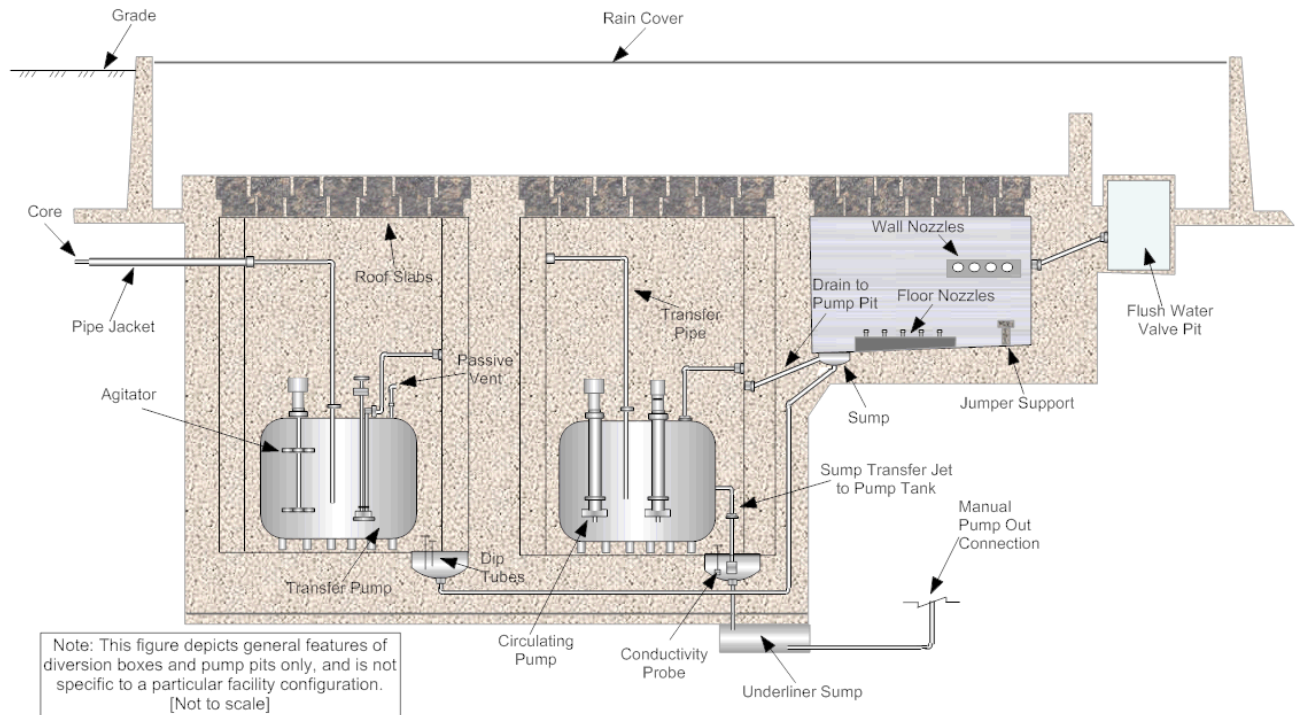 Grade
Rain Cover
Core
Pipe Jacket
Roof Slabs
Transfer
Pipe
Wall Nozzles
Drain to
Pump Pit
Floor Nozzles
Flush Water
Valve Pit
Passive
Vent
Agitator
Sump
Jumper Support
Sump Transfer Jet
to Pump Tank
Manual
Pump Out
Connection
Transfer Pump
Dip
Tubes
Circulating
Pump
Conductivity
Probe
Underliner Sump
Note: This figure depicts general features of
diversion boxes and pump pits only, and is not
specific to a particular facility configuration.
[Not to scale]